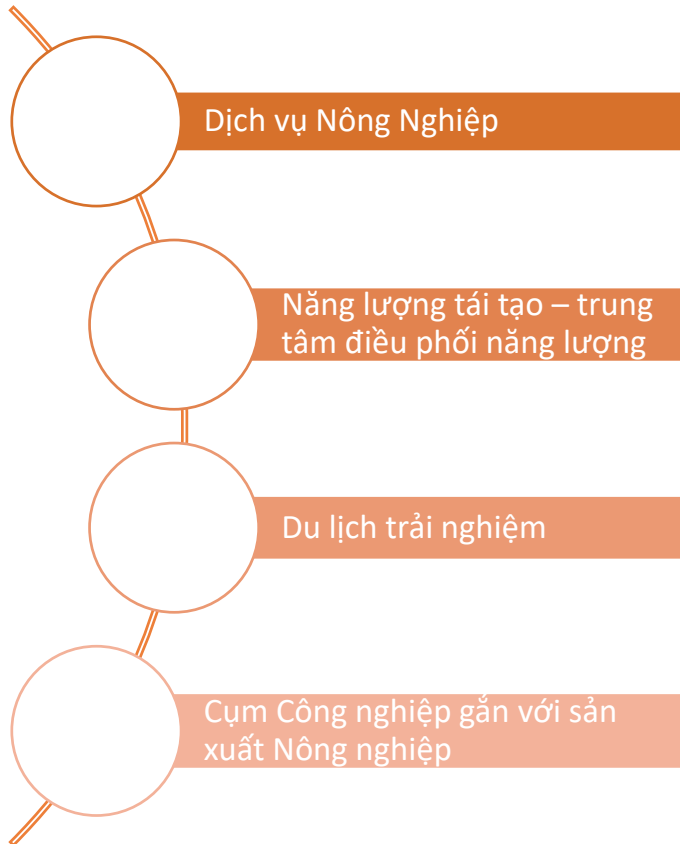 Dịch vụ Nông Nghiệp
Năng lượng tái tạo – trung
tâm điều phối năng lượng
Du lịch trải nghiệm
Cụm Công nghiệp gắn với sản
xuất Nông nghiệp